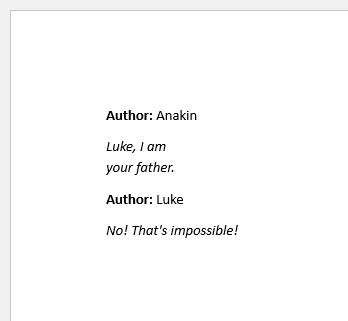 Author: Anakin
Luke, I am
your father.
Author: Luke
No! That's impossible!